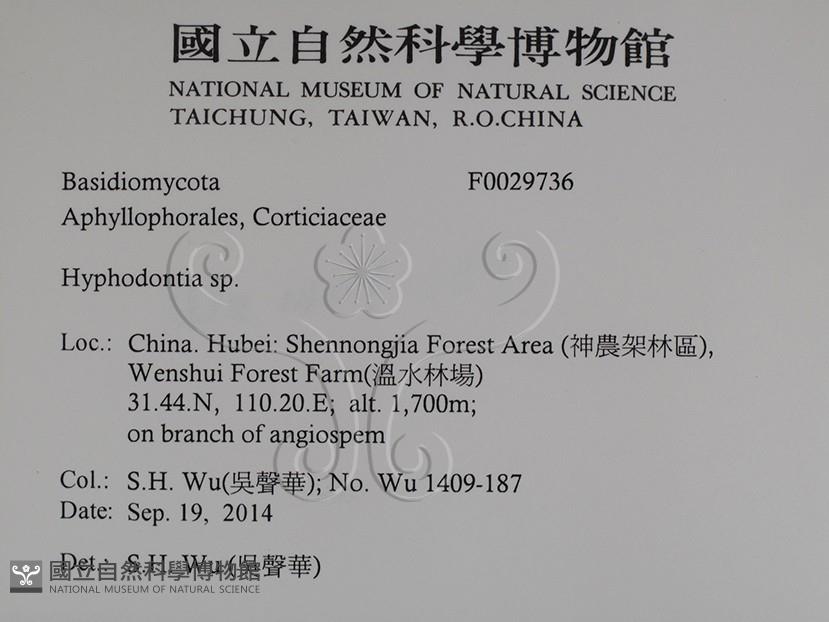 國立自然科學博物館
NATIONAL MUSEUM OF NATURAL SCIENCE
TAICHUNG, TAIWAN, R.O.CHINA
Basidiomycota F0029736
Aphyllophorales, Corticiaceae
Hyphodontia sp.
Loc.: China. Hubei: Shennongjia Forest Area (神農架林區),
Wenshui Forest Farm(溫水林場)
31.44.N, 110.20.E; alt. 1,700m;
on branch of angiospem
Col.: S.H. Wu(吳聲華); No. Wu 1409-187
Date: Sep. 19, 2014
Det.: S.H. Wu(吳聲華)
國立自然科學博物館
NATIONAL MUSEUM OF NATURAL SCIENCE